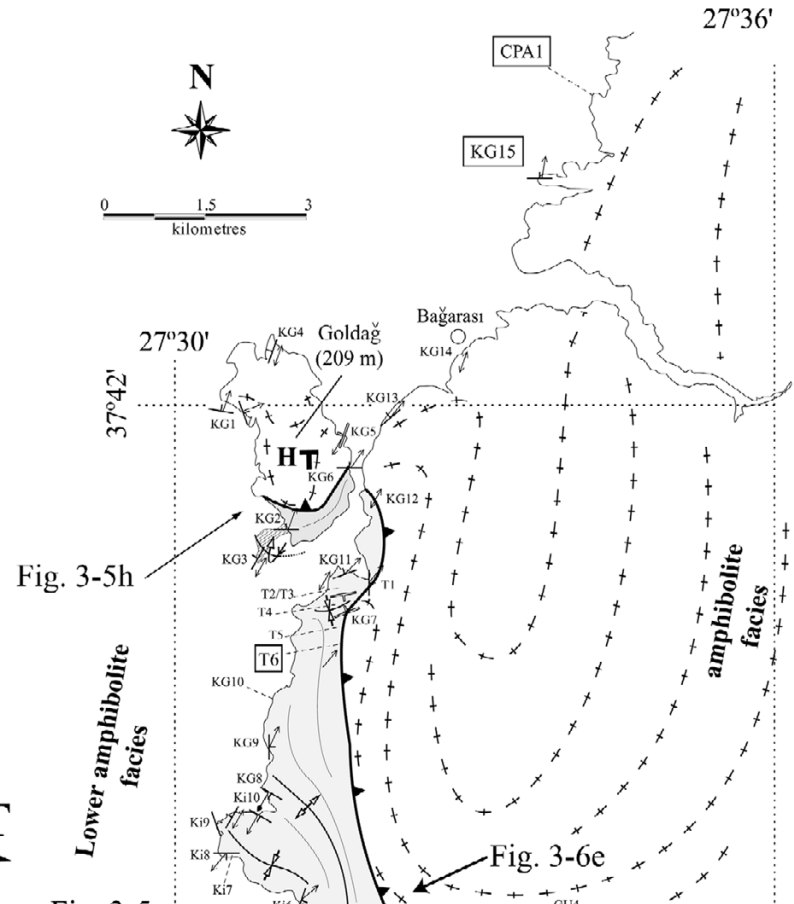 27º36'
CPA1
N
KG15
0 1.5 3
kilometres
Bağarası
KG4
Goldağ
(209 m)
27º30'
KG14
37º42'
KG13
KG1
KG5
H T
KG6
KG12
KG2
KG3
KG11
Fig. 3-5h
T1
T2/T3
T4
KG7
T5
T6
amphibolite
facies
KG10
Lower amphibolite
facies
KG9
KG8
Ki10
Ki9
Ki8
Fig. 3-6e
Ki7